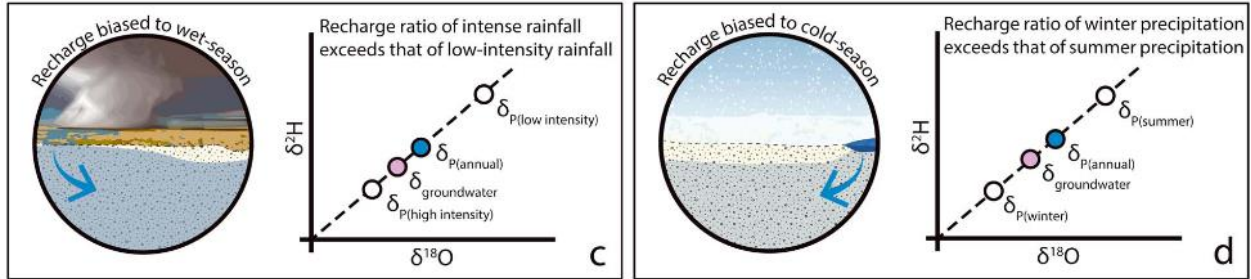 Recharge biased to wet-season
Recharge ratio of intense rainfall
exceeds that of low-intensity rainfall
δ²H
δP(low intensity)
δP(annual)
δgroundwater
δP(high intensity)
δ¹⁸O
c
Recharge biased to cold-season
Recharge ratio of winter precipitation
exceeds that of summer precipitation
δ²H
δP(summer)
δP(annual)
δgroundwater
δP(winter)
δ¹⁸O
d